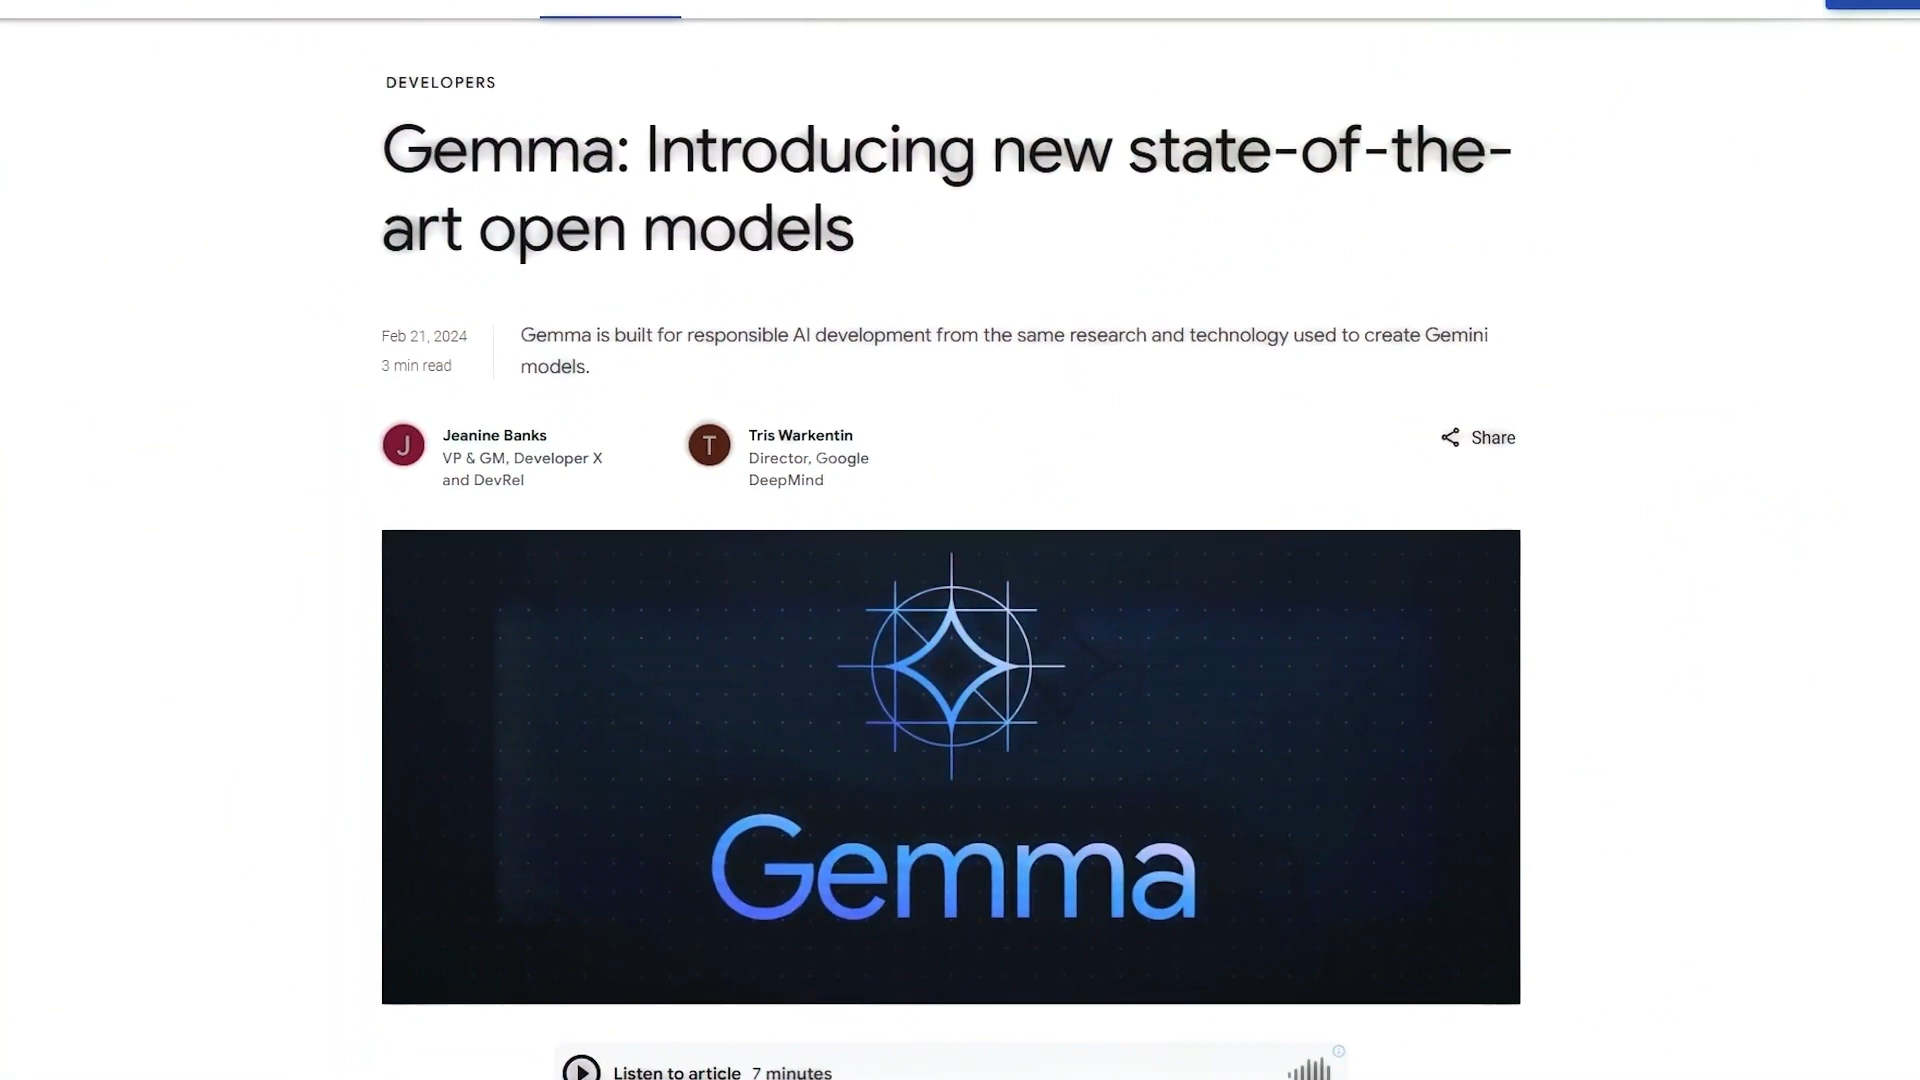 DEVELOPERS
Gemma: Introducing new state-of-the-
art open models
Feb 21, 2024
3 min read
Gemma is built for responsible AI development from the same research and technology used to create Gemini
models.
J
Jeanine Banks
VP & GM, Developer X
and DevRel
T
Tris Warkentin
Director, Google
DeepMind
Share
Gemma
Listen to article 7 minutes